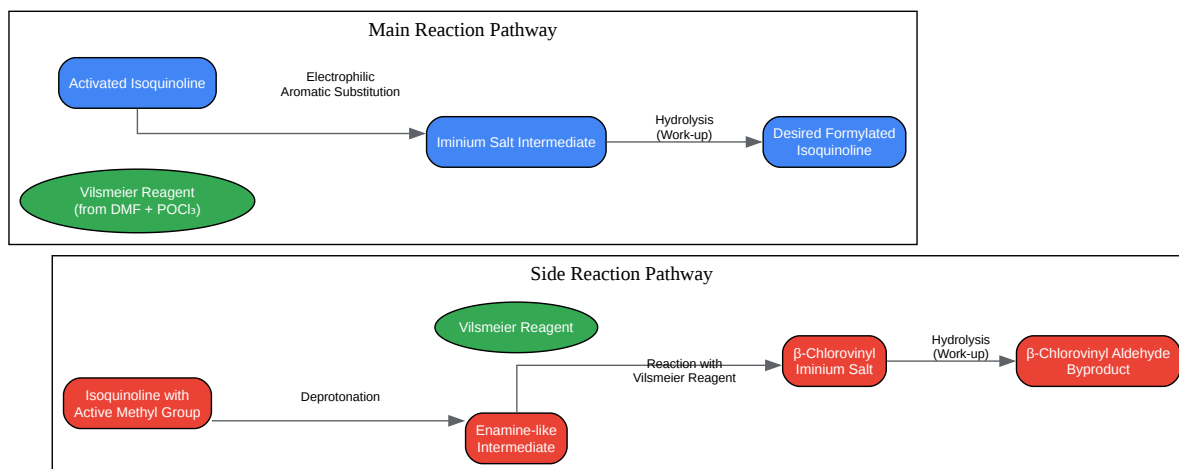 Main Reaction Pathway
Activated Isoquinoline
Electrophilic
Aromatic Substitution
Iminium Salt Intermediate
Hydrolysis
(Work-up)
Desired Formylated
Isoquinoline
Vilsmeier Reagent
(from DMF + POCl₃)
Side Reaction Pathway
Vilsmeier Reagent
Isoquinoline with
Active Methyl Group
Deprotonation
Enamine-like
Intermediate
Reaction with
Vilsmeier Reagent
β-Chlorovinyl
Iminium Salt
Hydrolysis
(Work-up)
β-Chlorovinyl Aldehyde
Byproduct